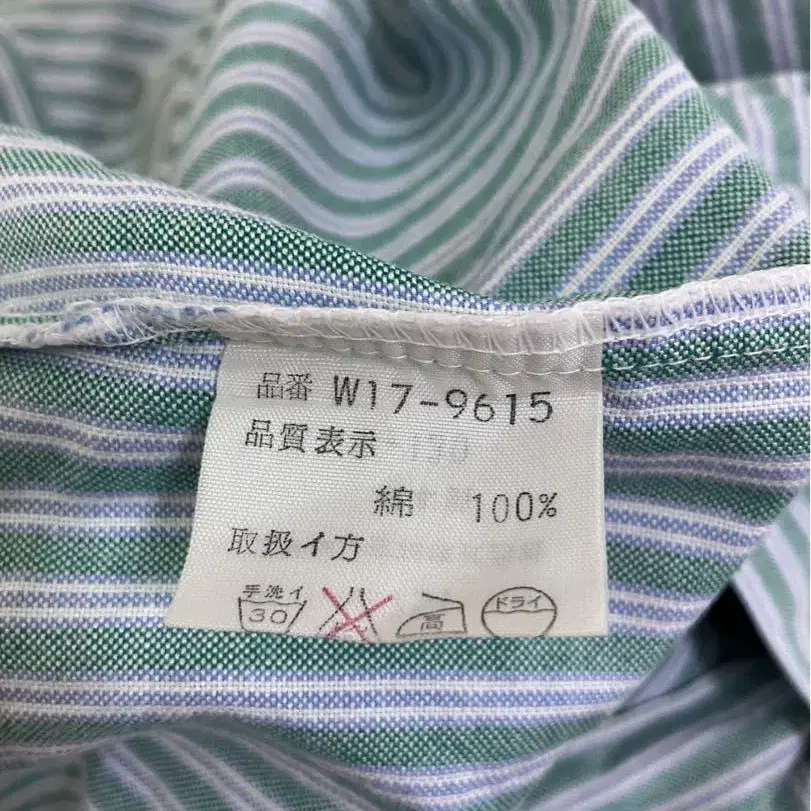 品番 W17-9615
品質表示
綿 100%
取扱イ方
手洗イ 30 高 ドライ